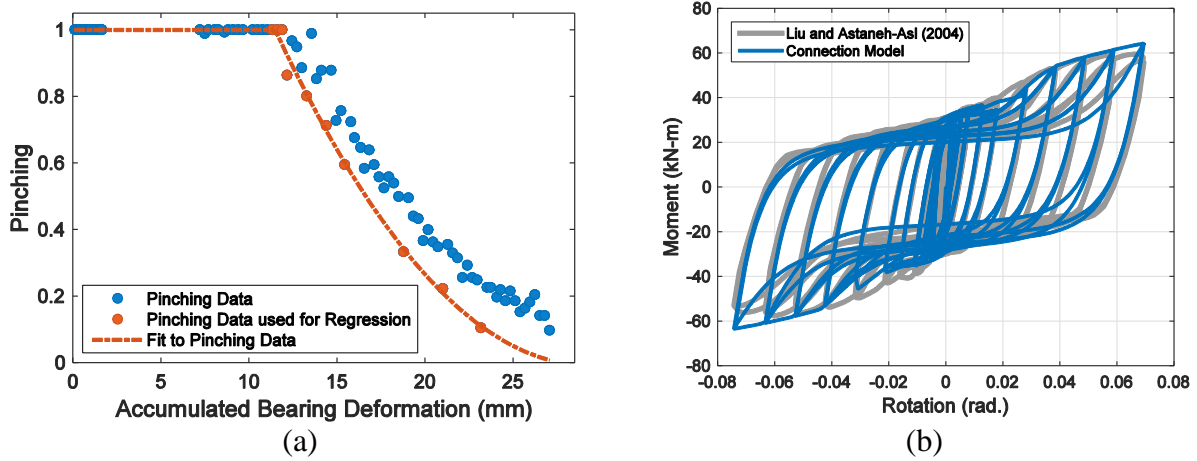 1
0.8
0.6
0.4
0.2
0
Pinching
Pinching Data
Pinching Data used for Regression
Fit to Pinching Data
0 5 10 15 20 25
Accumulated Bearing Deformation (mm)
(a)
80
60
40
20
0
-20
-40
-60
-80
Moment (kN-m)
Liu and Astaneh-Asl (2004)
Connection Model
-0.08 -0.06 -0.04 -0.02 0 0.02 0.04 0.06 0.08
Rotation (rad.)
(b)